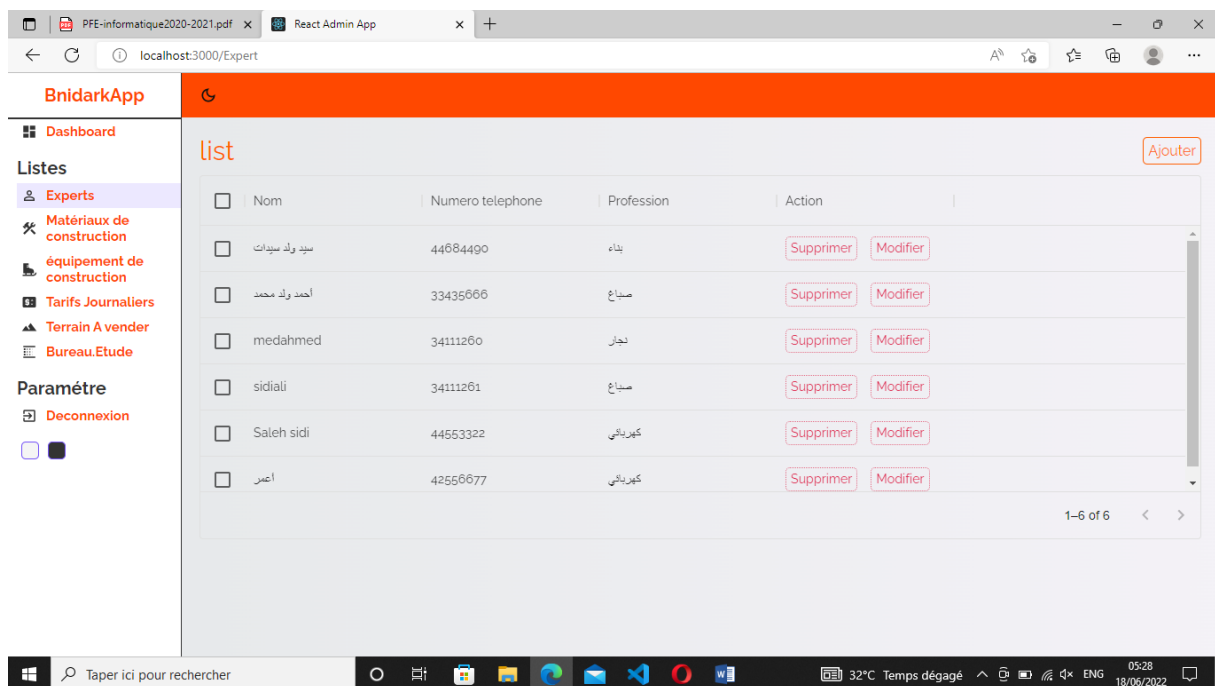 PFE-informatique2020-2021.pdf
React Admin App
localhost:3000/Expert
BnidarkApp
Dashboard
Listes
Experts
Matériaux de
construction
équipement de
construction
Tarifs Journaliers
Terrain A vender
Bureau.Etude
Paramétre
Deconnexion
list
Ajouter
Nom Numero telephone Profession Action
سيد ولد سيدات 44684490 بناء Supprimer Modifier
أحمد ولد محمد 33435666 صباغ Supprimer Modifier
medahmed 34111260 نجار Supprimer Modifier
sidiali 34111261 صباغ Supprimer Modifier
Saleh sidi 44553322 كهربائي Supprimer Modifier
أعمر 42556677 كهربائي Supprimer Modifier
1–6 of 6
Taper ici pour rechercher
32°C Temps dégagé
ENG
05:28
18/06/2022